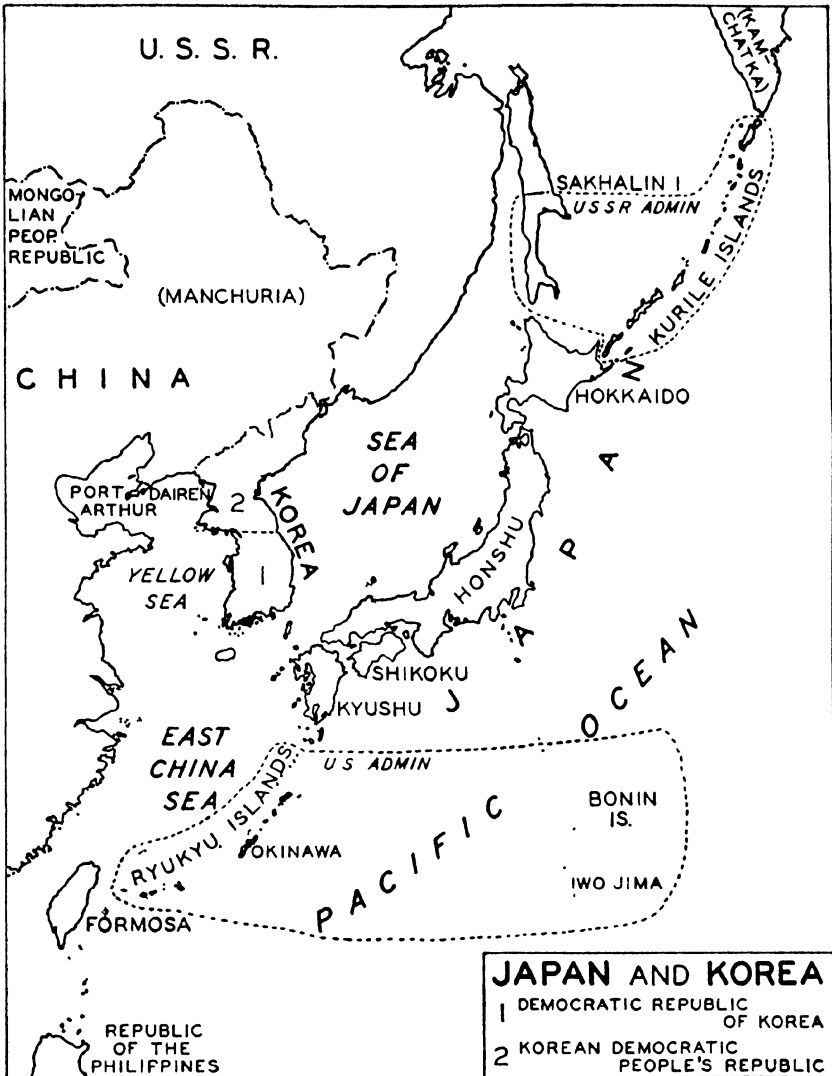 U. S. S. R.
(KAM-
CHATKA)
MONGO-
LIAN
PEOP.
REPUBLIC
(MANCHURIA)
SAKHALIN I
USSR ADMIN
KURILE ISLANDS
CHINA
HOKKAIDO
SEA
OF
JAPAN
PORT
ARTHUR
DAIREN
2
KOREA
1
YELLOW
SEA
HONSHU
JAPAN
SHIKOKU
KYUSHU
EAST
CHINA
SEA
US ADMIN
RYUKYU ISLANDS
OKINAWA
PACIFIC OCEAN
BONIN
IS.
IWO JIMA
FORMOSA
REPUBLIC
OF THE
PHILIFPINES
JAPAN AND KOREA
1 DEMOCRATIC REPUBLIC
OF KOREA
2 KOREAN DEMOCRATIC
PEOPLE'S REPUBLIC